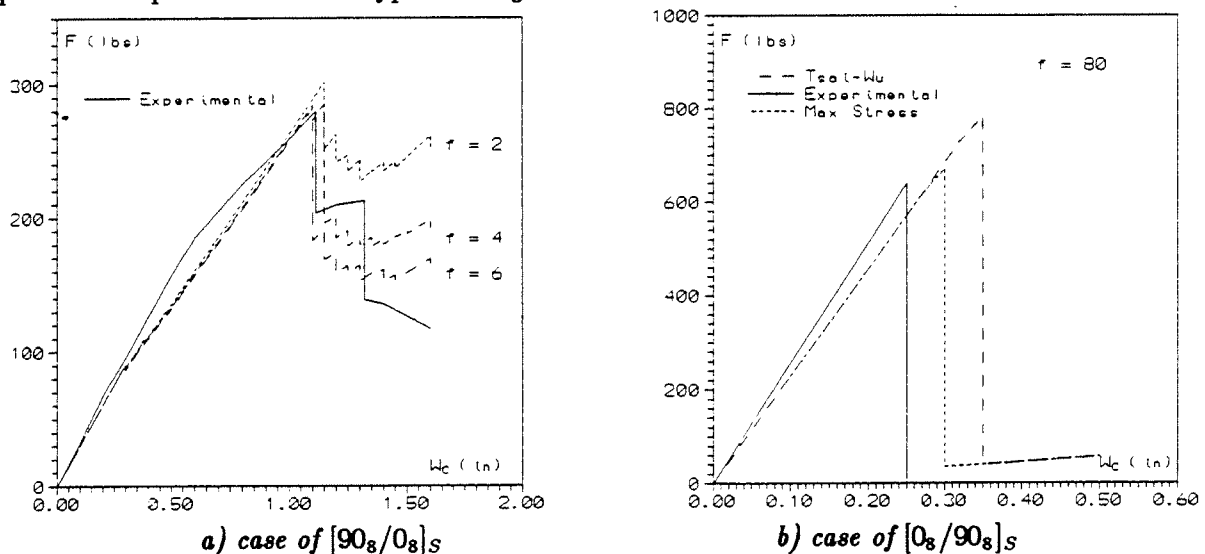 F (lbs)
300
200
100
0
0.00
0.50
1.00
1.50
2.00
Wc (in)
Experimental
f = 2
f = 4
f = 6
a) case of [90₈/0₈]S
1000
800
600
400
200
0
F (lbs)
f = 80
Tsai-Wu
Experimental
Max Stress
Wc (in)
0.00
0.10
0.20
0.30
0.40
0.50
0.60
b) case of [0₈/90₈]S